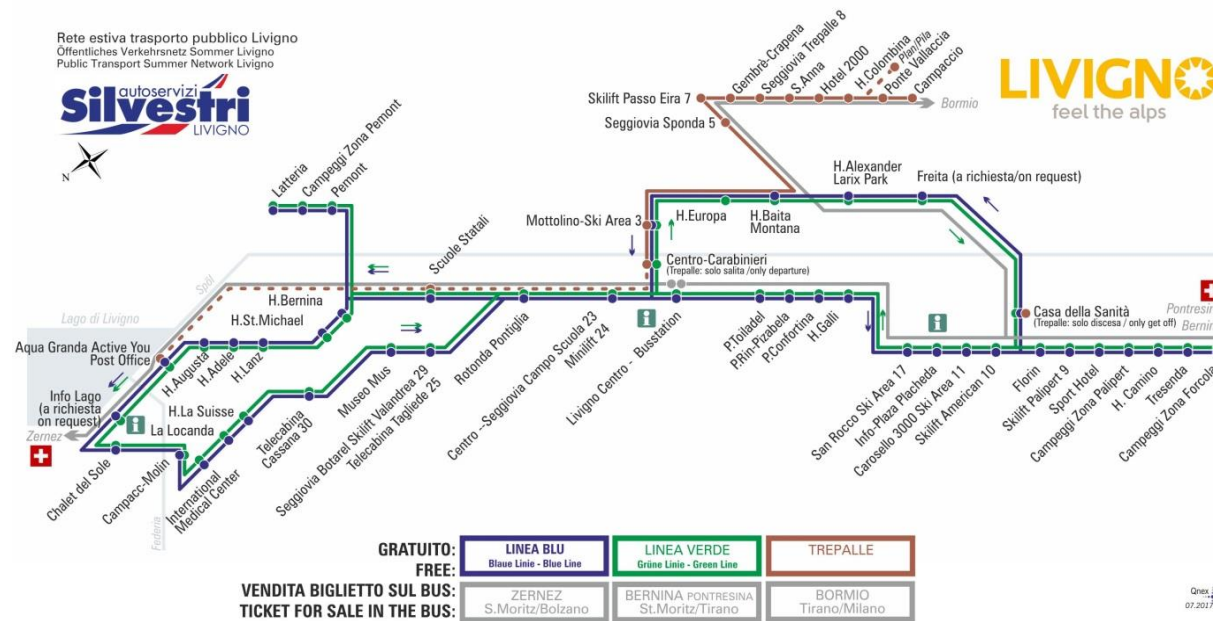 Rete estiva trasporto pubblico Livigno
Öffentliches Verkehrsnetz Sommer Livigno
Public Transport Summer Network Livigno
autoservizi
Silvestri
LIVIGNO
N
LIVIGNO
feel the alps
Skilift Passo Eira 7
Gembrè-Crapena
Seggiovia Trepalle 8
S.Anna
Hotel 2000
H.Colombina
Plan/Pila
Ponte Vallaccia
Campaccio
Bormio
Seggiovia Sponda 5
Latteria
Campeggi Zona Pemont
Pemont
Mottolino-Ski Area 3
H.Europa
H.Baita
Montana
H.Alexander
Larix Park
Freita (a richiesta/on request)
Scuole Statali
Centro-Carabinieri
(Trepalle: solo salita /only departure)
Spöl
Lago di Livigno
H.Bernina
H.St.Michael
Aqua Granda Active You
Post Office
H.Augusta
H.Adele
H.Lanz
Info Lago
(a richiesta
on request)
Zernez
H.La Suisse
La Locanda
Chalet del Sole
Campacc-Molin
International
Medical Center
Federia
Telecabina
Cassana 30
Museo Mus
Seggiovia Botarel Skilift Valandrea 29
Telecabina Tagliede 25
Rotonda Pontiglia
Centro --Seggiovia Campo Scuola 23
Minilift 24
Livigno Centro - Busstation
P.Toiladel
P.Rin-Pizabela
P.Confortina
H.Galli
San Rocco Ski Area 17
Info-Plaza Placheda
Carosello 3000 Ski Area 11
Skilift American 10
Casa della Sanità
(Trepalle: solo discesa / only get off)
Pontresin
Bernin
Florin
Skilift Palipert 9
Sport Hotel
Campeggi Zona Palipert
H. Camino
Tresenda
Campeggi Zona Forcola
GRATUITO:
FREE:
LINEA BLU
Blaue Linie - Blue Line
LINEA VERDE
Grüne Linie - Green Line
TREPALLE
VENDITA BIGLIETTO SUL BUS:
TICKET FOR SALE IN THE BUS:
ZERNEZ
S.Moritz/Bolzano
BERNINA PONTRESINA
St.Moritz/Tirano
BORMIO
Tirano/Milano
Qnex
07.2017